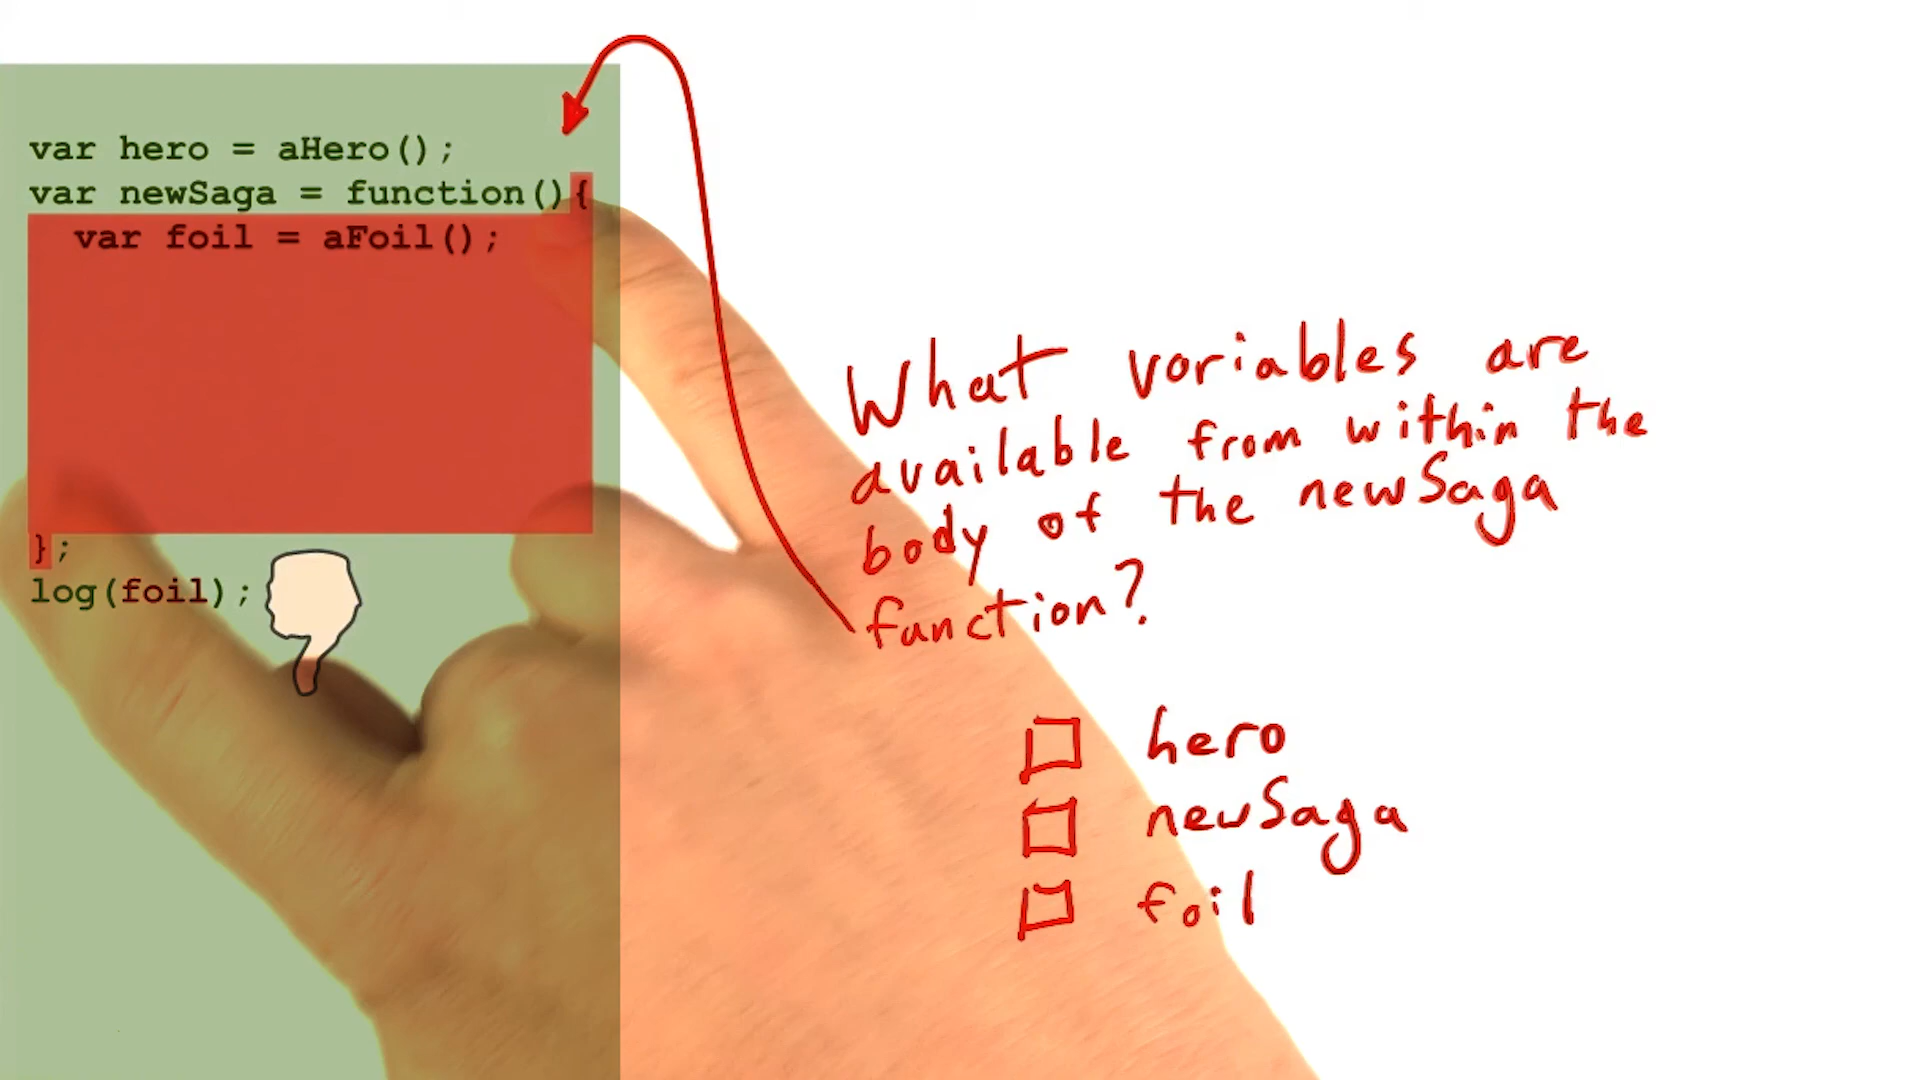 var hero = aHero();
var newSaga = function(){
var foil = aFoil();
};
log(foil);
What variables are
available from within the
body of the newSaga
function?
hero
newSaga
foil